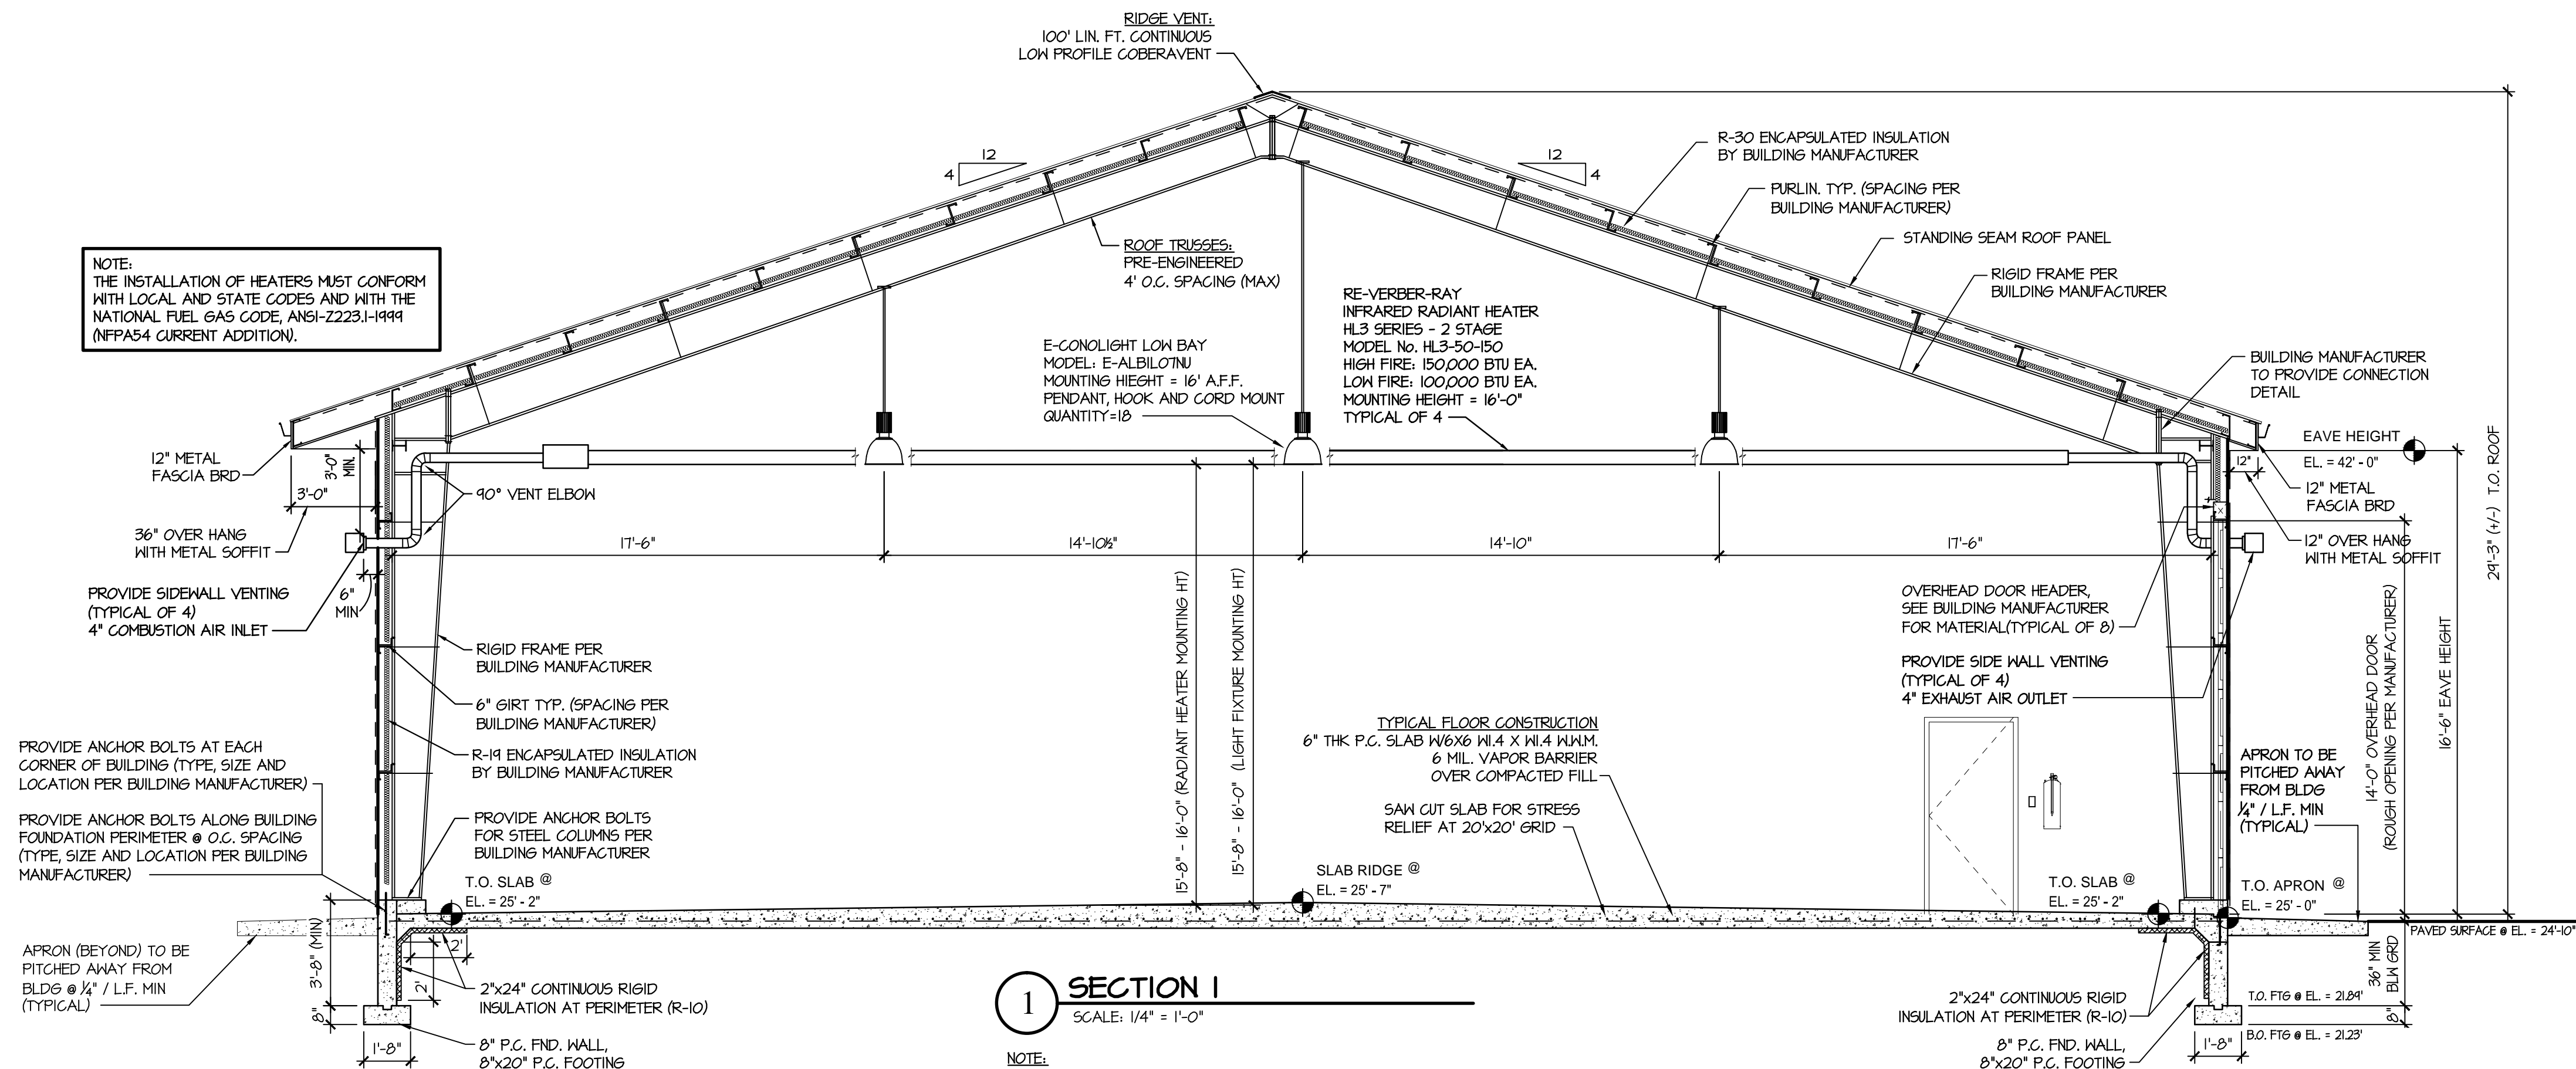 RIDGE VENT:
100' LIN. FT. CONTINUOUS
LOW PROFILE COBERAVENT
12
4
12
4
R-30 ENCAPSULATED INSULATION
BY BUILDING MANUFACTURER
PURLIN. TYP. (SPACING PER
BUILDING MANUFACTURER)
STANDING SEAM ROOF PANEL
RIGID FRAME PER
BUILDING MANUFACTURER
NOTE:
THE INSTALLATION OF HEATERS MUST CONFORM
WITH LOCAL AND STATE CODES AND WITH THE
NATIONAL FUEL GAS CODE, ANSI-Z223.1-1999
(NFPA54 CURRENT ADDITION).
ROOF TRUSSES:
PRE-ENGINEERED
4' O.C. SPACING (MAX)
RE-VERBER-RAY
INFRARED RADIANT HEATER
HL3 SERIES - 2 STAGE
MODEL No. HL3-50-150
HIGH FIRE: 150,000 BTU EA.
LOW FIRE: 100,000 BTU EA.
MOUNTING HEIGHT = 16'-0"
TYPICAL OF 4
E-CONOLIGHT LOW BAY
MODEL: E-ALB1L07NU
MOUNTING HIEGHT = 16' A.F.F.
PENDANT, HOOK AND CORD MOUNT
QUANTITY=18
BUILDING MANUFACTURER
TO PROVIDE CONNECTION
DETAIL
EAVE HEIGHT
EL. = 42' - 0"
12"
12" METAL
FASCIA BRD
12" OVER HANG
WITH METAL SOFFIT
29'-3" (+/-) T.O. ROOF
12" METAL
FASCIA BRD
3'-0"
MIN.
3'-0"
90° VENT ELBOW
36" OVER HANG
WITH METAL SOFFIT
17'-6"
14'-10½"
14'-10"
17'-6"
PROVIDE SIDEWALL VENTING
(TYPICAL OF 4)
4" COMBUSTION AIR INLET
6"
MIN
OVERHEAD DOOR HEADER,
SEE BUILDING MANUFACTURER
FOR MATERIAL(TYPICAL OF 8)
PROVIDE SIDE WALL VENTING
(TYPICAL OF 4)
4" EXHAUST AIR OUTLET
RIGID FRAME PER
BUILDING MANUFACTURER
6" GIRT TYP. (SPACING PER
BUILDING MANUFACTURER)
R-19 ENCAPSULATED INSULATION
BY BUILDING MANUFACTURER
15'-8" - 16'-0" (RADIANT HEATER MOUNTING HT)
15'-8" - 16'-0" (LIGHT FIXTURE MOUNTING HT)
14'-0" OVERHEAD DOOR
(ROUGH OPENING PER MANUFACTURER)
16'-6" EAVE HEIGHT
PROVIDE ANCHOR BOLTS AT EACH
CORNER OF BUILDING (TYPE, SIZE AND
LOCATION PER BUILDING MANUFACTURER)
PROVIDE ANCHOR BOLTS ALONG BUILDING
FOUNDATION PERIMETER @ O.C. SPACING
(TYPE, SIZE AND LOCATION PER BUILDING
MANUFACTURER)
PROVIDE ANCHOR BOLTS
FOR STEEL COLUMNS PER
BUILDING MANUFACTURER
TYPICAL FLOOR CONSTRUCTION
6" THK P.C. SLAB W/6X6 W1.4 X W1.4 W.W.M.
6 MIL. VAPOR BARRIER
OVER COMPACTED FILL
SAW CUT SLAB FOR STRESS
RELIEF AT 20'x20' GRID
APRON TO BE
PITCHED AWAY
FROM BLDG
¼" / L.F. MIN
(TYPICAL)
T.O. SLAB @
EL. = 25' - 2"
SLAB RIDGE @
EL. = 25' - 7"
T.O. SLAB @
EL. = 25' - 2"
T.O. APRON @
EL. = 25' - 0"
PAVED SURFACE @ EL. = 24'-10"
APRON (BEYOND) TO BE
PITCHED AWAY FROM
BLDG @ ¼" / L.F. MIN
(TYPICAL)
3'-8" (MIN)
8"
2'
2'
2"x24" CONTINUOUS RIGID
INSULATION AT PERIMETER (R-10)
1'-8"
8" P.C. FND. WALL,
8"x20" P.C. FOOTING
1
SECTION 1
SCALE: 1/4" = 1'-0"
NOTE:
2"x24" CONTINUOUS RIGID
INSULATION AT PERIMETER (R-10)
8" P.C. FND. WALL,
8"x20" P.C. FOOTING
36" MIN
BLW GRD
8"
T.O. FTG @ EL. = 21.89'
B.O. FTG @ EL. = 21.23'
1'-8"
X